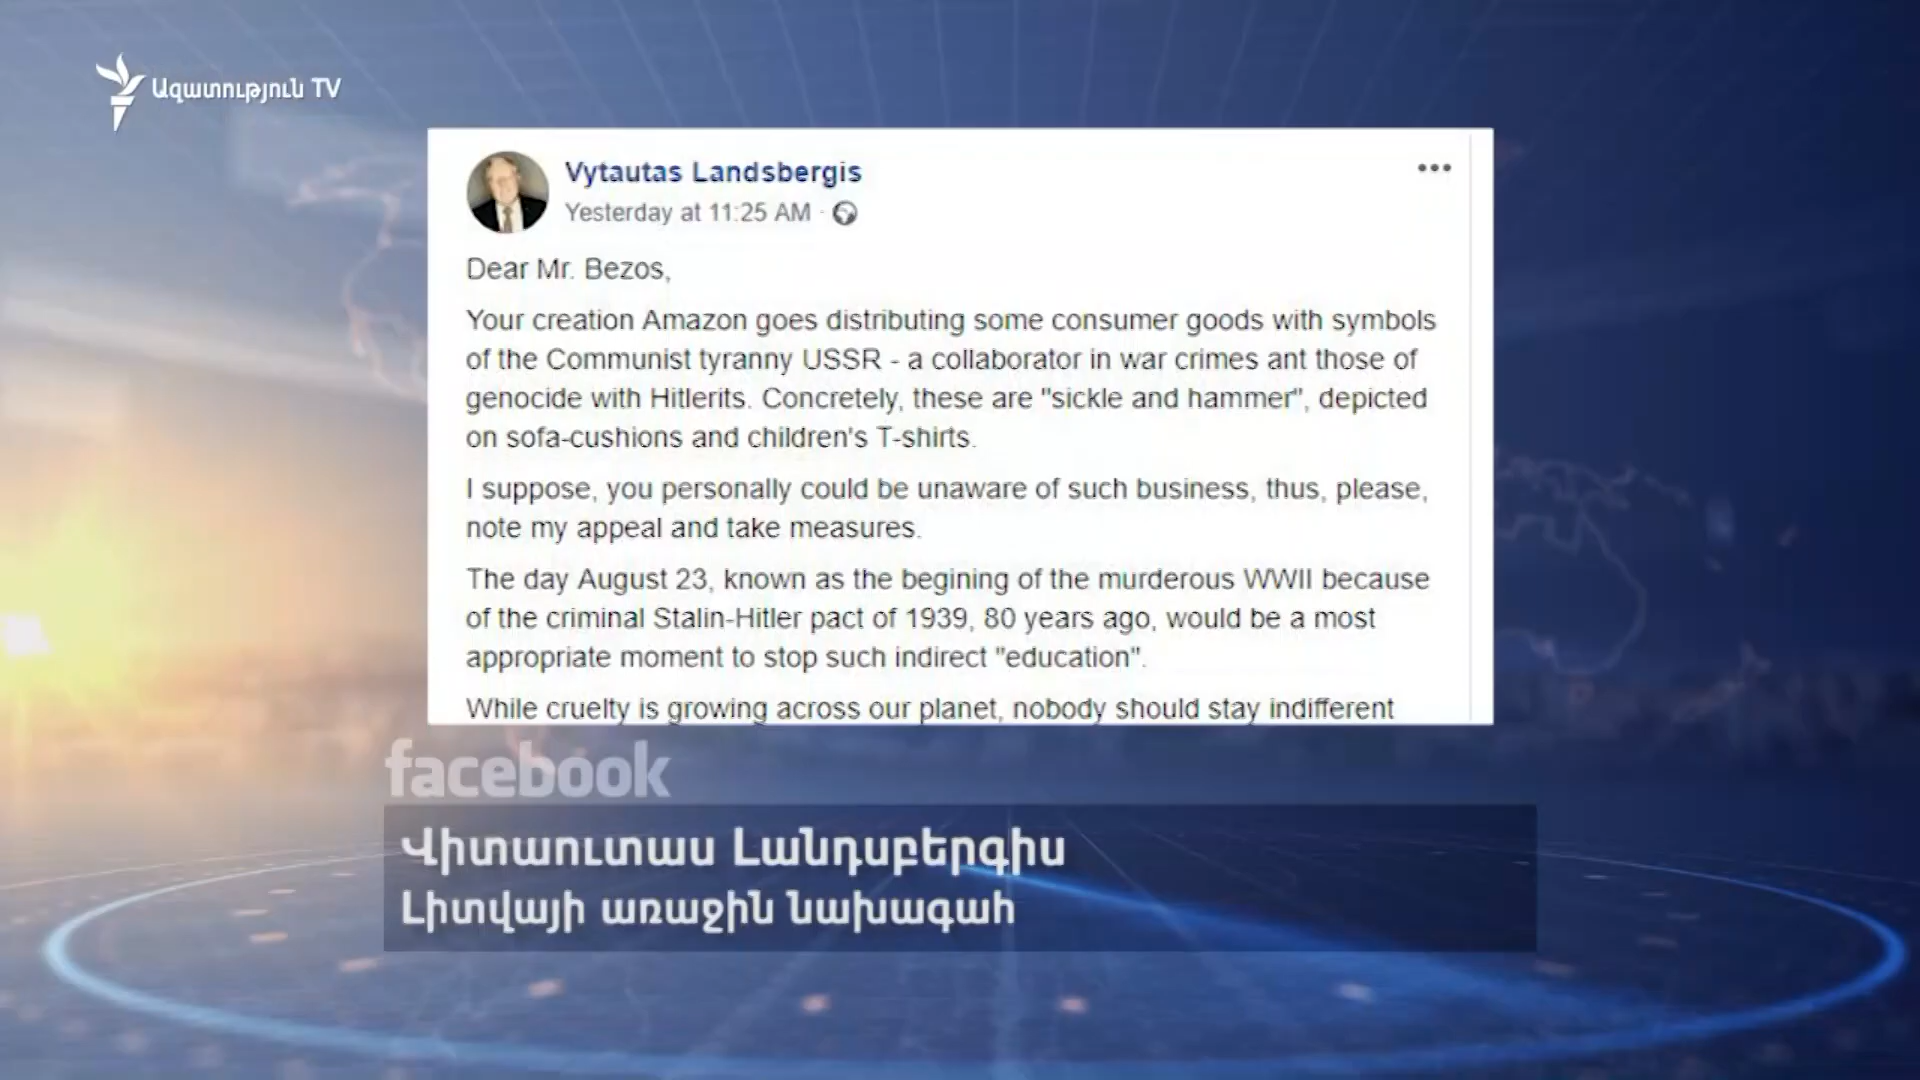 Ազատություն TV
Vytautas Landsbergis
Yesterday at 11:25 AM ·
Dear Mr. Bezos,
Your creation Amazon goes distributing some consumer goods with symbols
of the Communist tyranny USSR - a collaborator in war crimes ant those of
genocide with Hitlerits. Concretely, these are "sickle and hammer", depicted
on sofa-cushions and children's T-shirts.
I suppose, you personally could be unaware of such business, thus, please,
note my appeal and take measures.
The day August 23, known as the begining of the murderous WWII because
of the criminal Stalin-Hitler pact of 1939, 80 years ago, would be a most
appropriate moment to stop such indirect "education".
While cruelty is growing across our planet, nobody should stay indifferent
facebook
Վիտաուտաս Լանդսբերգիս
Լիտվայի առաջին նախագահ